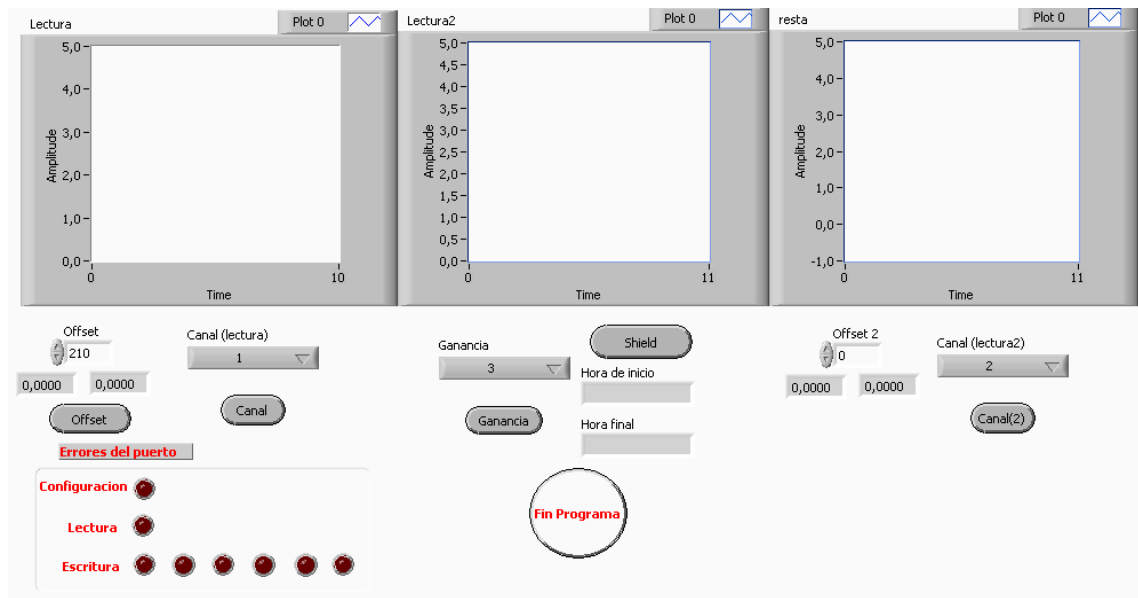 Lectura
Plot 0
5,0
4,0
3,0
2,0
1,0
0,0
Amplitude
0
10
Time
Lectura2
Plot 0
5,0
4,5
4,0
3,5
3,0
2,5
2,0
1,5
1,0
0,5
0,0
Amplitude
0
11
Time
resta
Plot 0
5,0
4,0
3,0
2,0
1,0
0,0
-1,0
Amplitude
0
11
Time
Offset
210
0,0000
0,0000
Offset
Canal (lectura)
1
Canal
Ganancia
3
Ganancia
Shield
Hora de inicio
Hora final
Offset 2
0
0,0000
0,0000
Canal (lectura2)
2
Canal(2)
Errores del puerto
Configuracion
Lectura
Escritura
Fin Programa